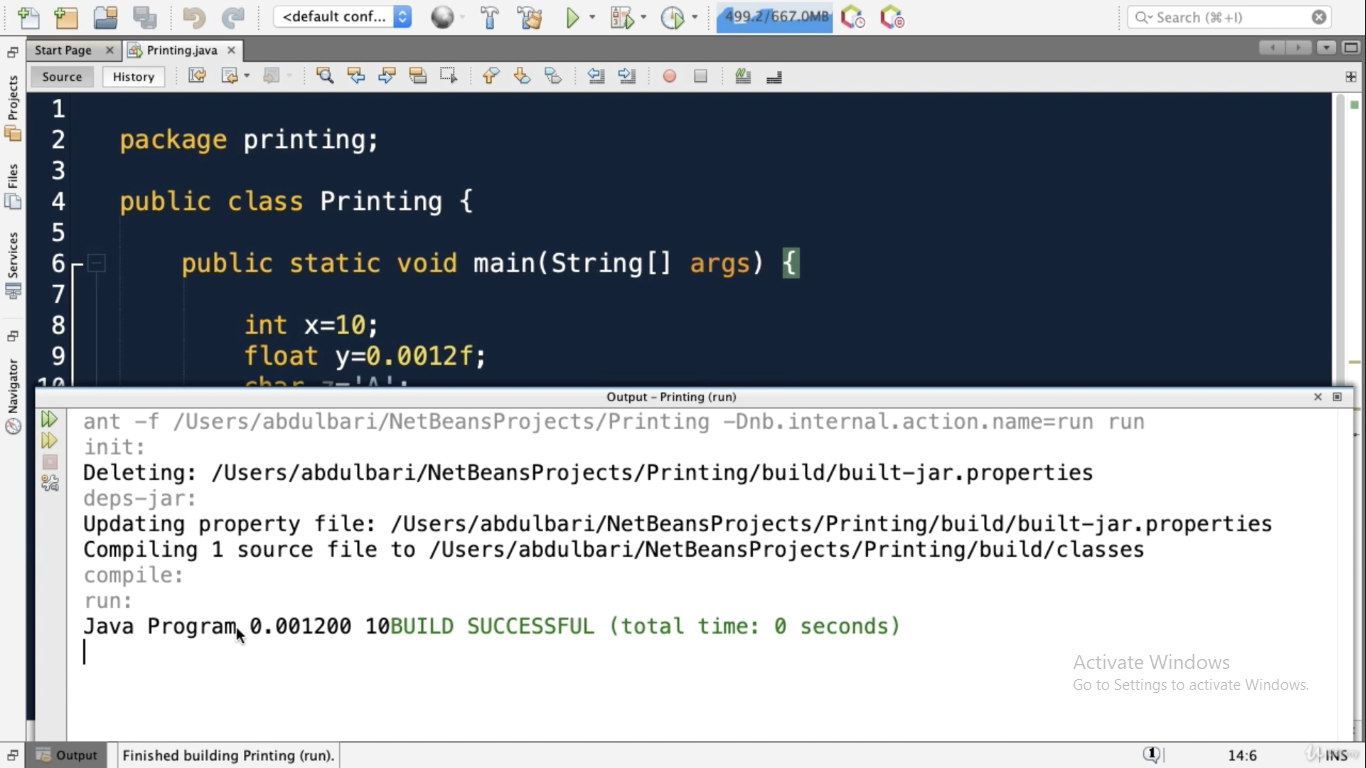 <default conf...
499.2/667.0MB
Search (⌘+I)
Start Page
Printing.java
Source
History
Projects
Files
Services
Navigator
1
2 package printing;
3
4 public class Printing {
5
6 public static void main(String[] args) {
7
8 int x=10;
9 float y=0.0012f;
10 char z='A';
Output – Printing (run)
ant -f /Users/abdulbari/NetBeansProjects/Printing -Dnb.internal.action.name=run run
init:
Deleting: /Users/abdulbari/NetBeansProjects/Printing/build/built-jar.properties
deps-jar:
Updating property file: /Users/abdulbari/NetBeansProjects/Printing/build/built-jar.properties
Compiling 1 source file to /Users/abdulbari/NetBeansProjects/Printing/build/classes
compile:
run:
Java Program 0.001200 10BUILD SUCCESSFUL (total time: 0 seconds)
Activate Windows
Go to Settings to activate Windows.
Output
Finished building Printing (run).
1
14:6
INS